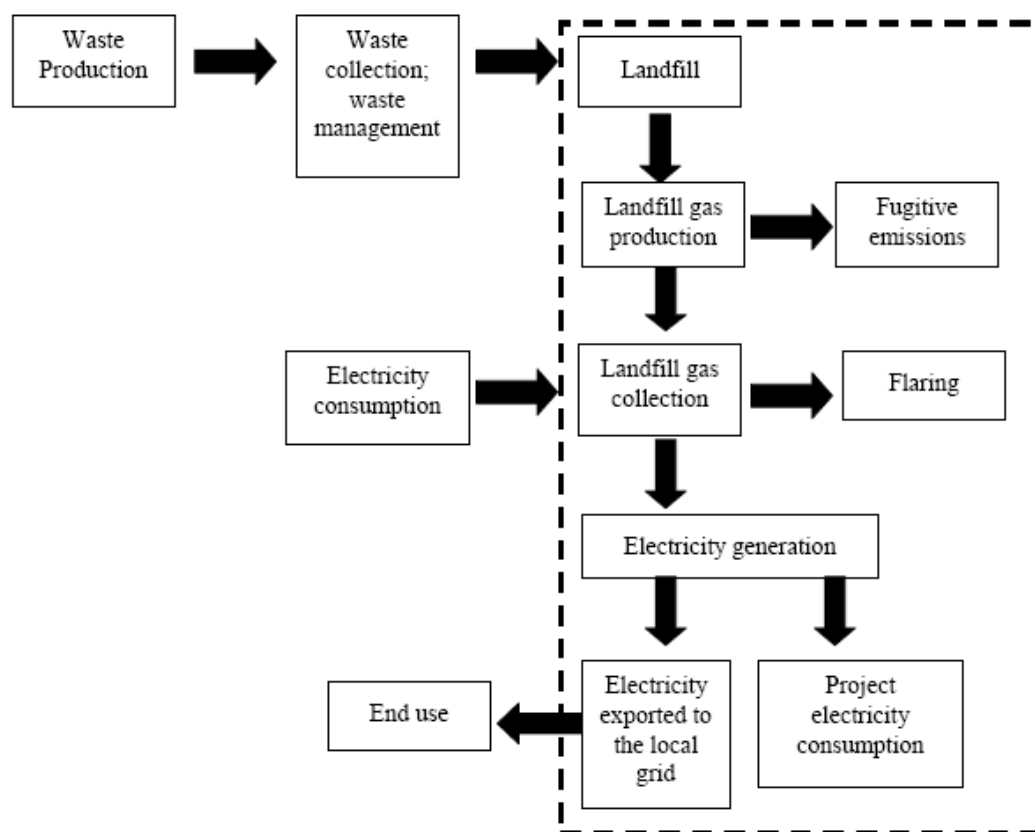 Waste
Production
Waste
collection;
waste
management
Landfill
Landfill gas
production
Fugitive
emissions
Electricity
consumption
Landfill gas
collection
Flaring
Electricity generation
End use
Electricity
exported to
the local
grid
Project
electricity
consumption